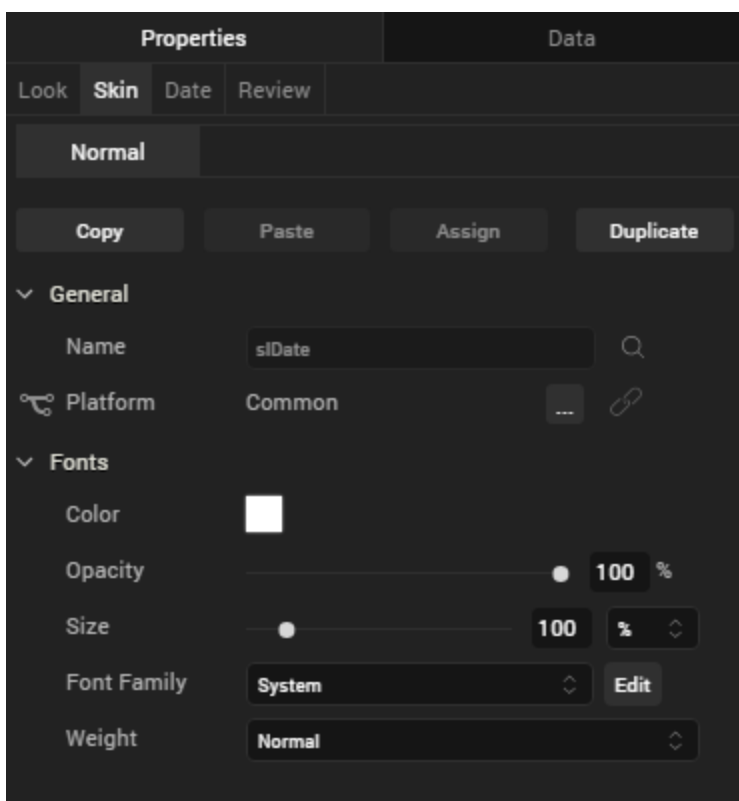 Properties Data
Look Skin Date Review
Normal
Copy Paste Assign Duplicate
General
Name slDate
Platform Common ...
Fonts
Color
Opacity 100 %
Size 100 %
Font Family System Edit
Weight Normal